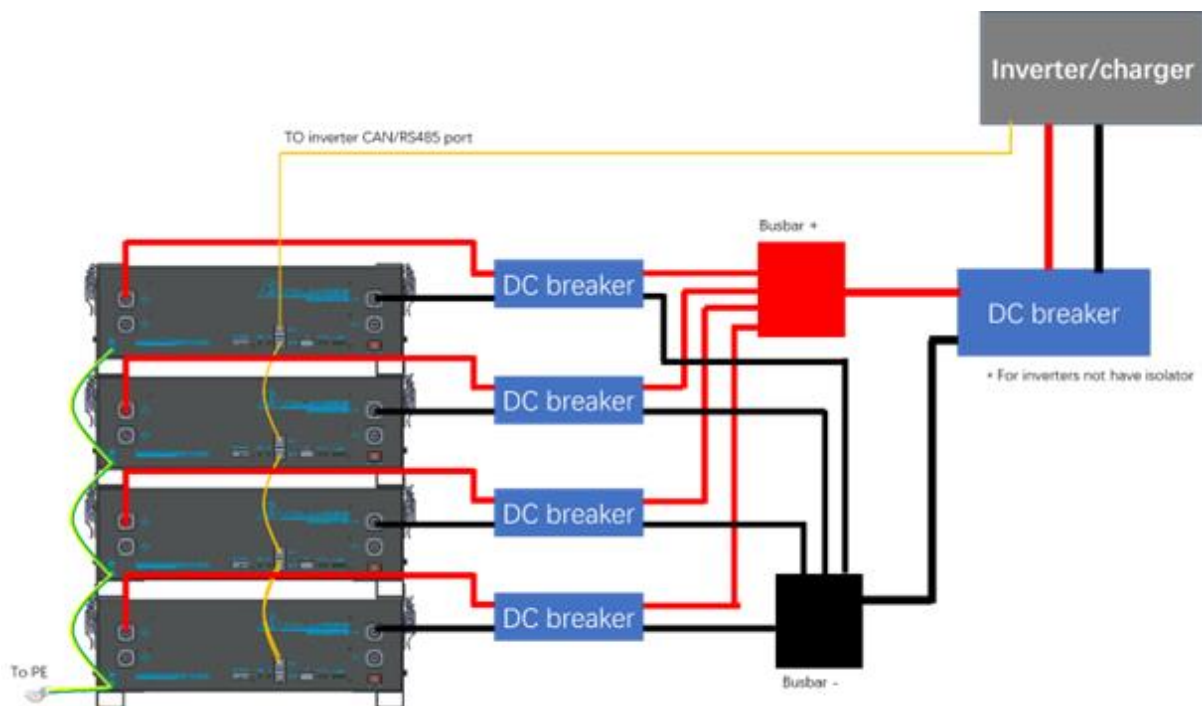 Inverter/charger
TO inverter CAN/RS485 port
Busbar +
DC breaker
DC breaker
* For inverters not have isolator
DC breaker
DC breaker
DC breaker
To PE
Busbar -